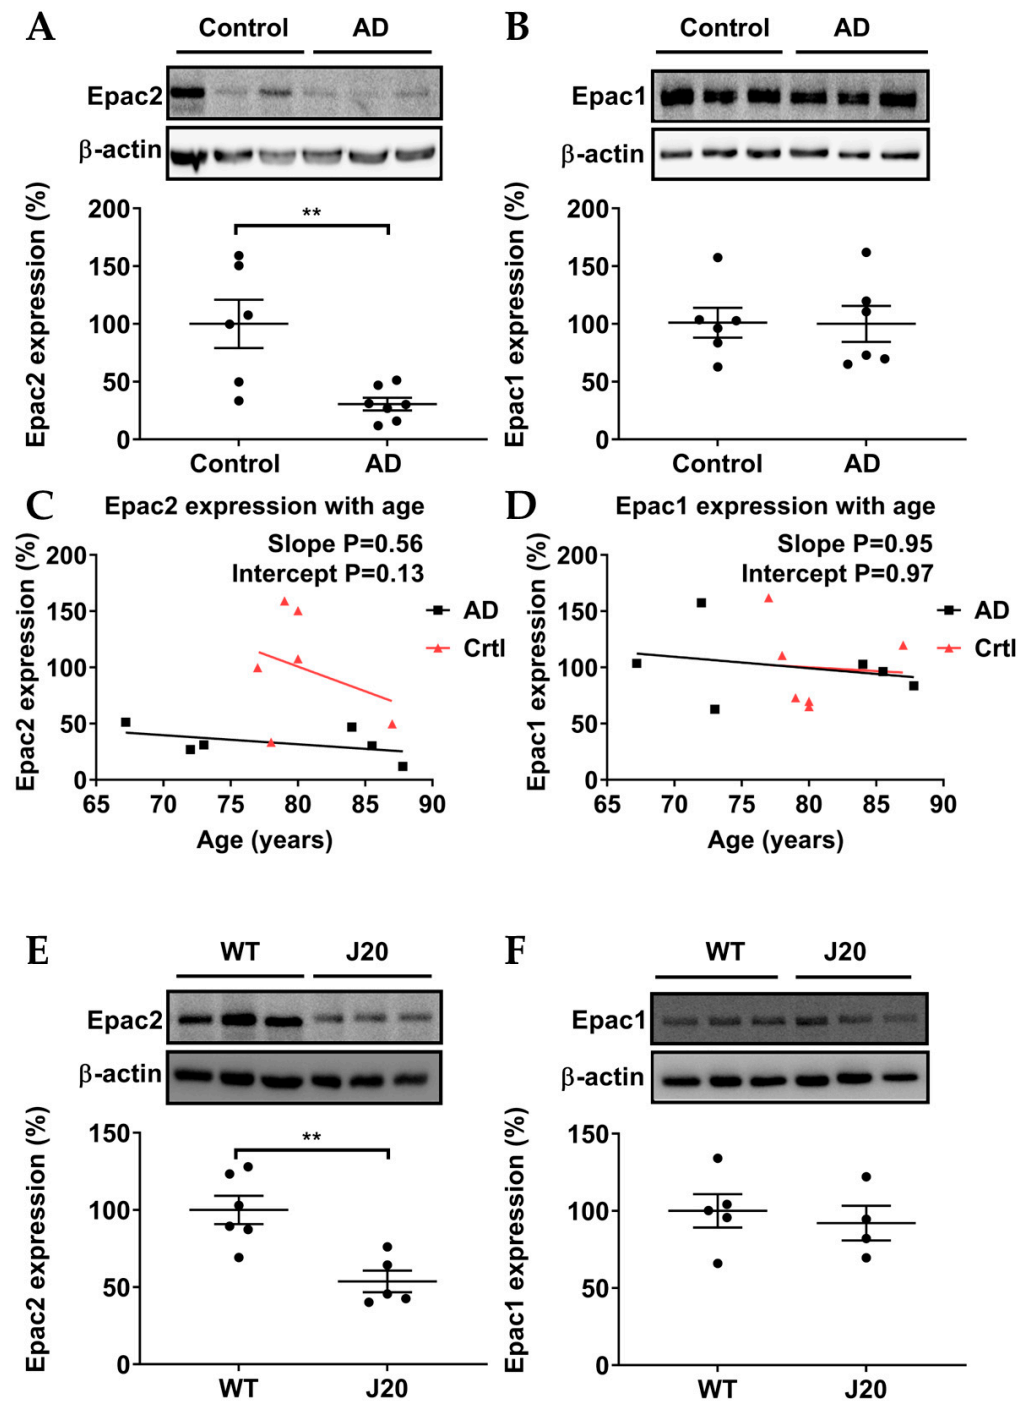 A
Control AD
Epac2
β-actin
Epac2 expression (%)
200
**
150
100
50
0
Control AD
B
Control AD
Epac1
β-actin
Epac1 expression (%)
200
150
100
50
0
Control AD
C
Epac2 expression with age
Slope P=0.56
Intercept P=0.13
AD
Crtl
Epac2 expression (%)
200
150
100
50
0
65 70 75 80 85 90
Age (years)
D
Epac1 expression with age
Slope P=0.95
Intercept P=0.97
AD
Crtl
Epac1 expression (%)
200
150
100
50
0
65 70 75 80 85 90
Age (years)
E
WT J20
Epac2
β-actin
Epac2 expression (%)
150
**
100
50
0
WT J20
F
WT J20
Epac1
β-actin
Epac1 expression (%)
150
100
50
0
WT J20